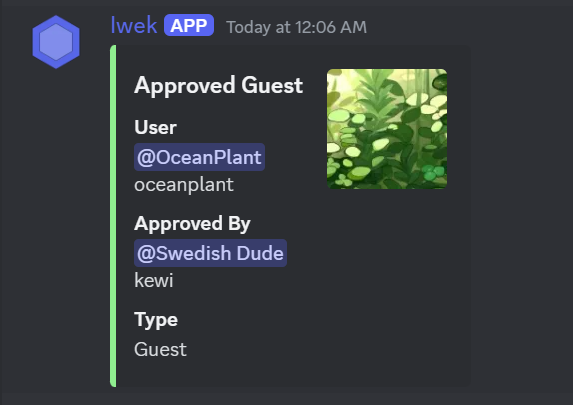 Iwek APP Today at 12:06 AM
Approved Guest
User
@OceanPlant
oceanplant
Approved By
@Swedish Dude
kewi
Type
Guest